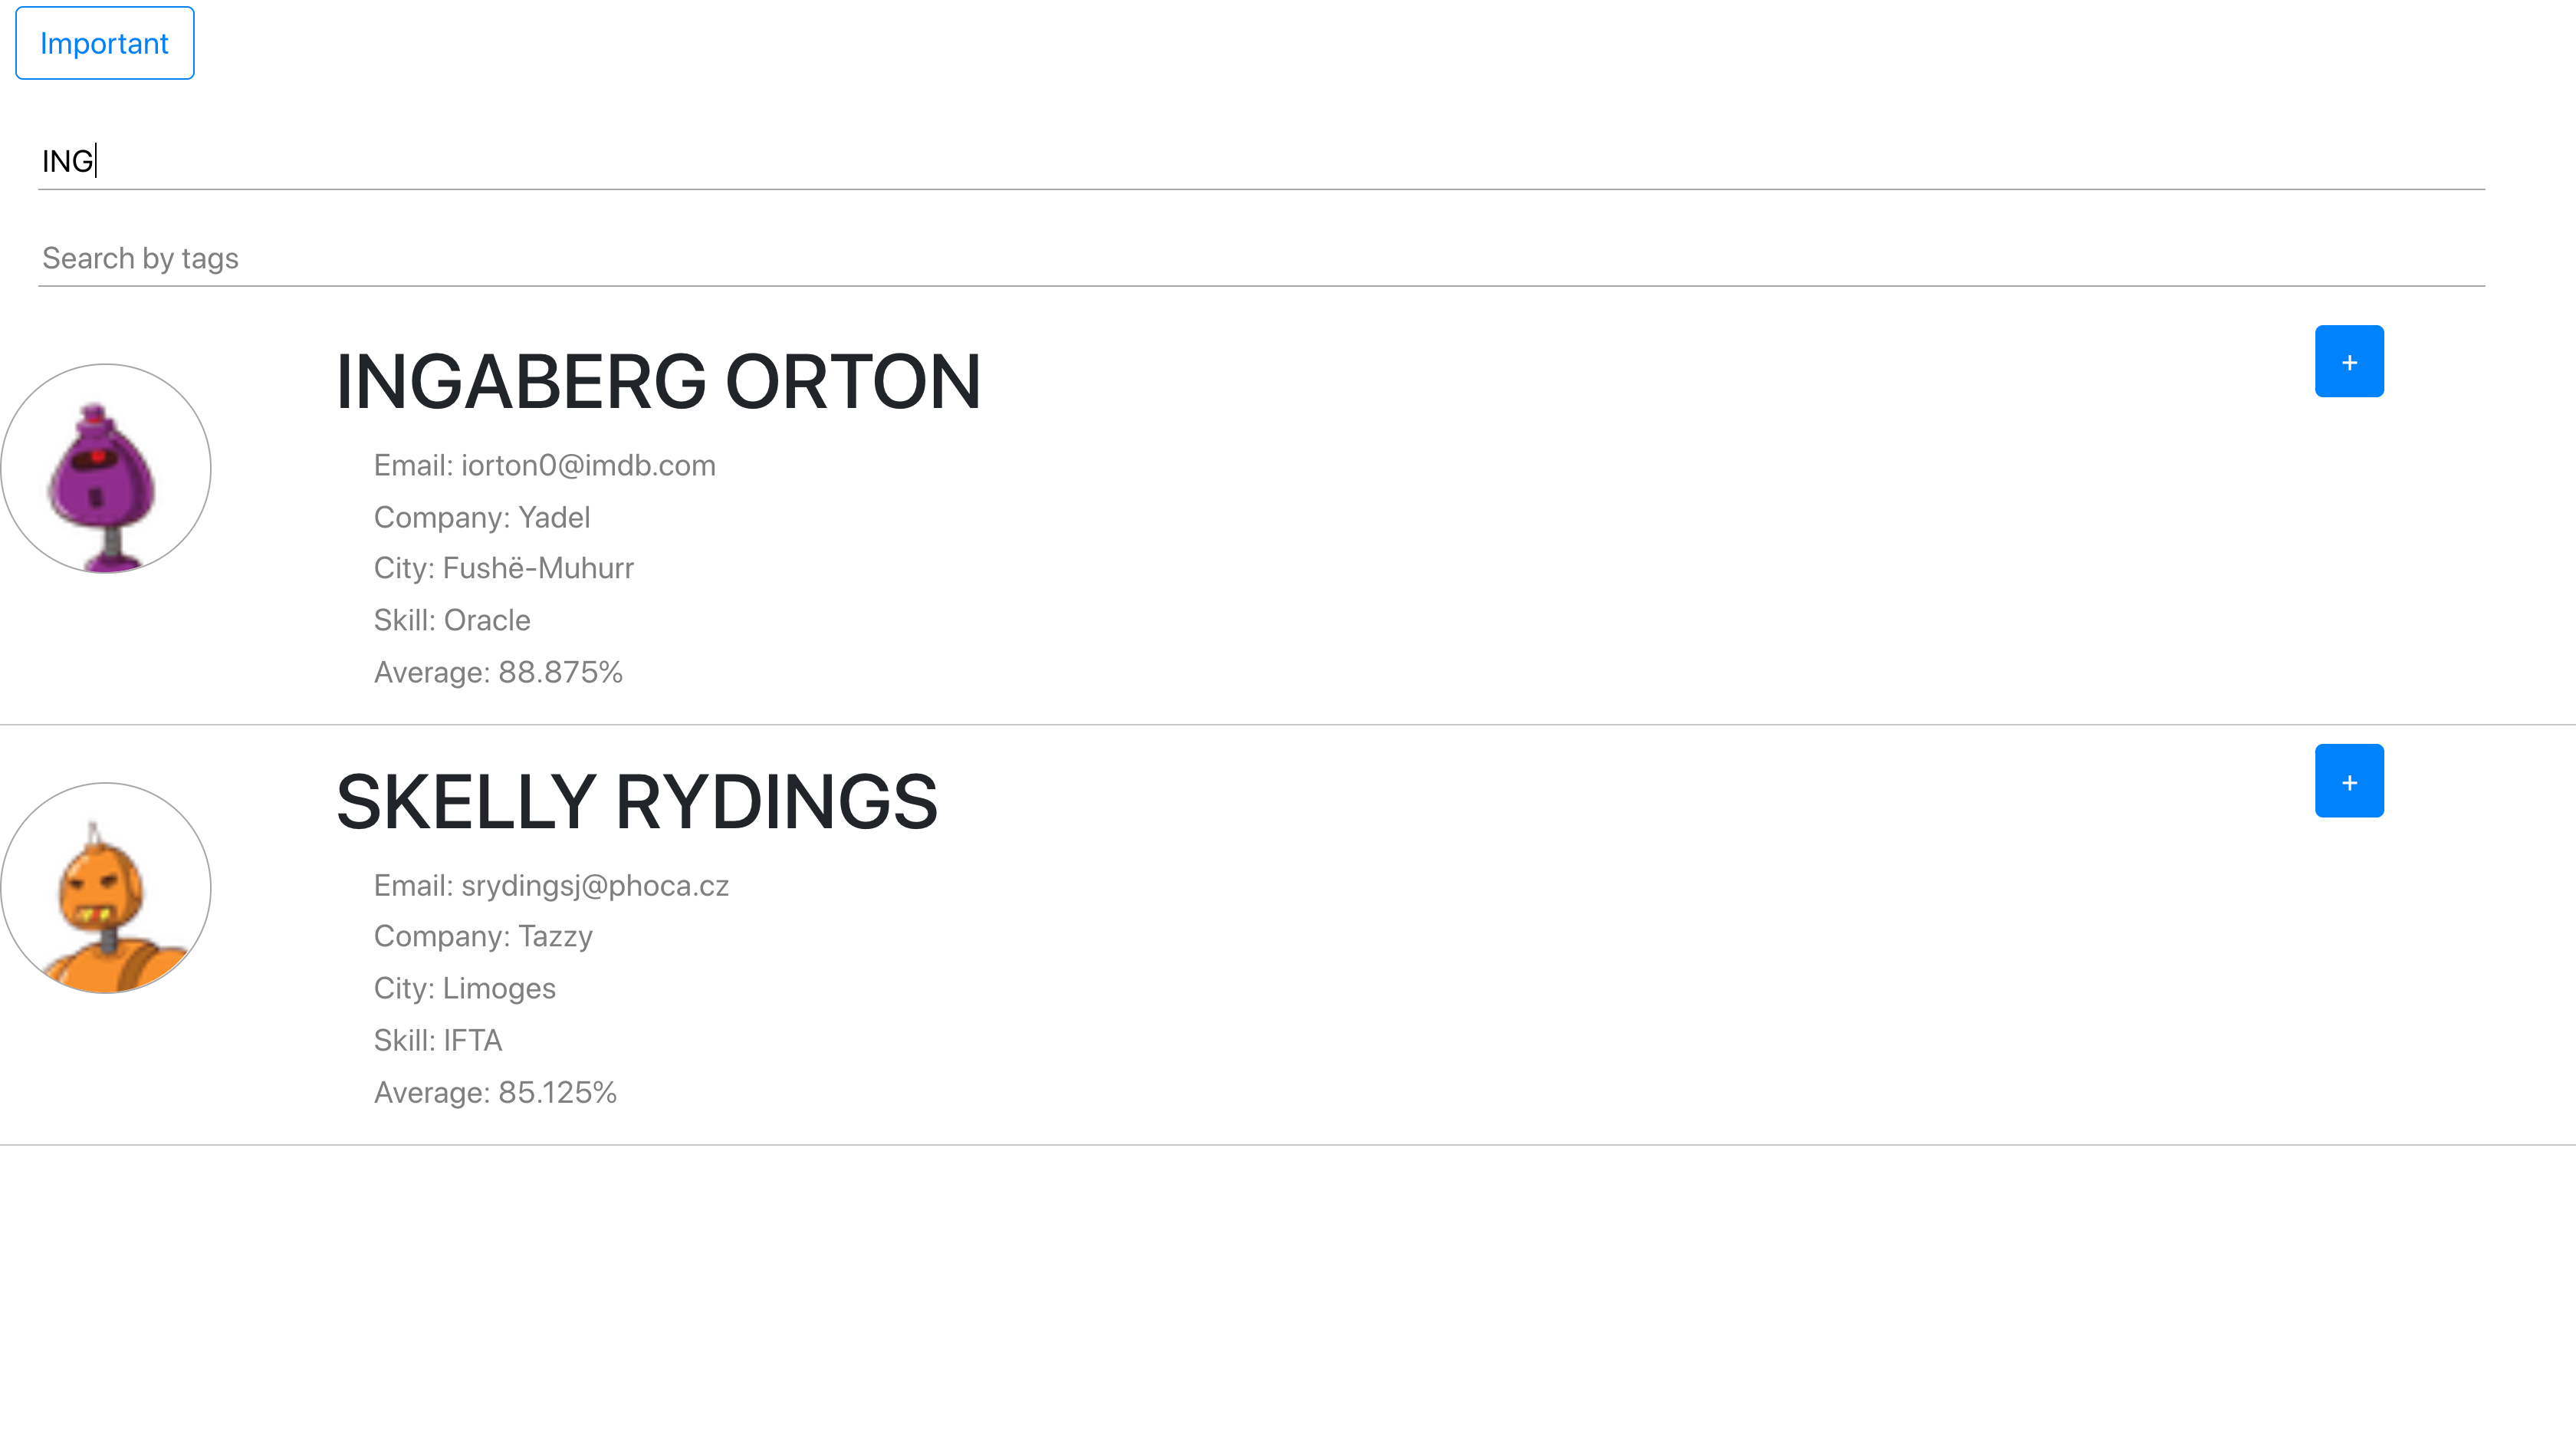 Important
ING
Search by tags
INGABERG ORTON
+
Email: iorton0@imdb.com
Company: Yadel
City: Fushë-Muhurr
Skill: Oracle
Average: 88.875%
SKELLY RYDINGS
+
Email: srydingsj@phoca.cz
Company: Tazzy
City: Limoges
Skill: IFTA
Average: 85.125%